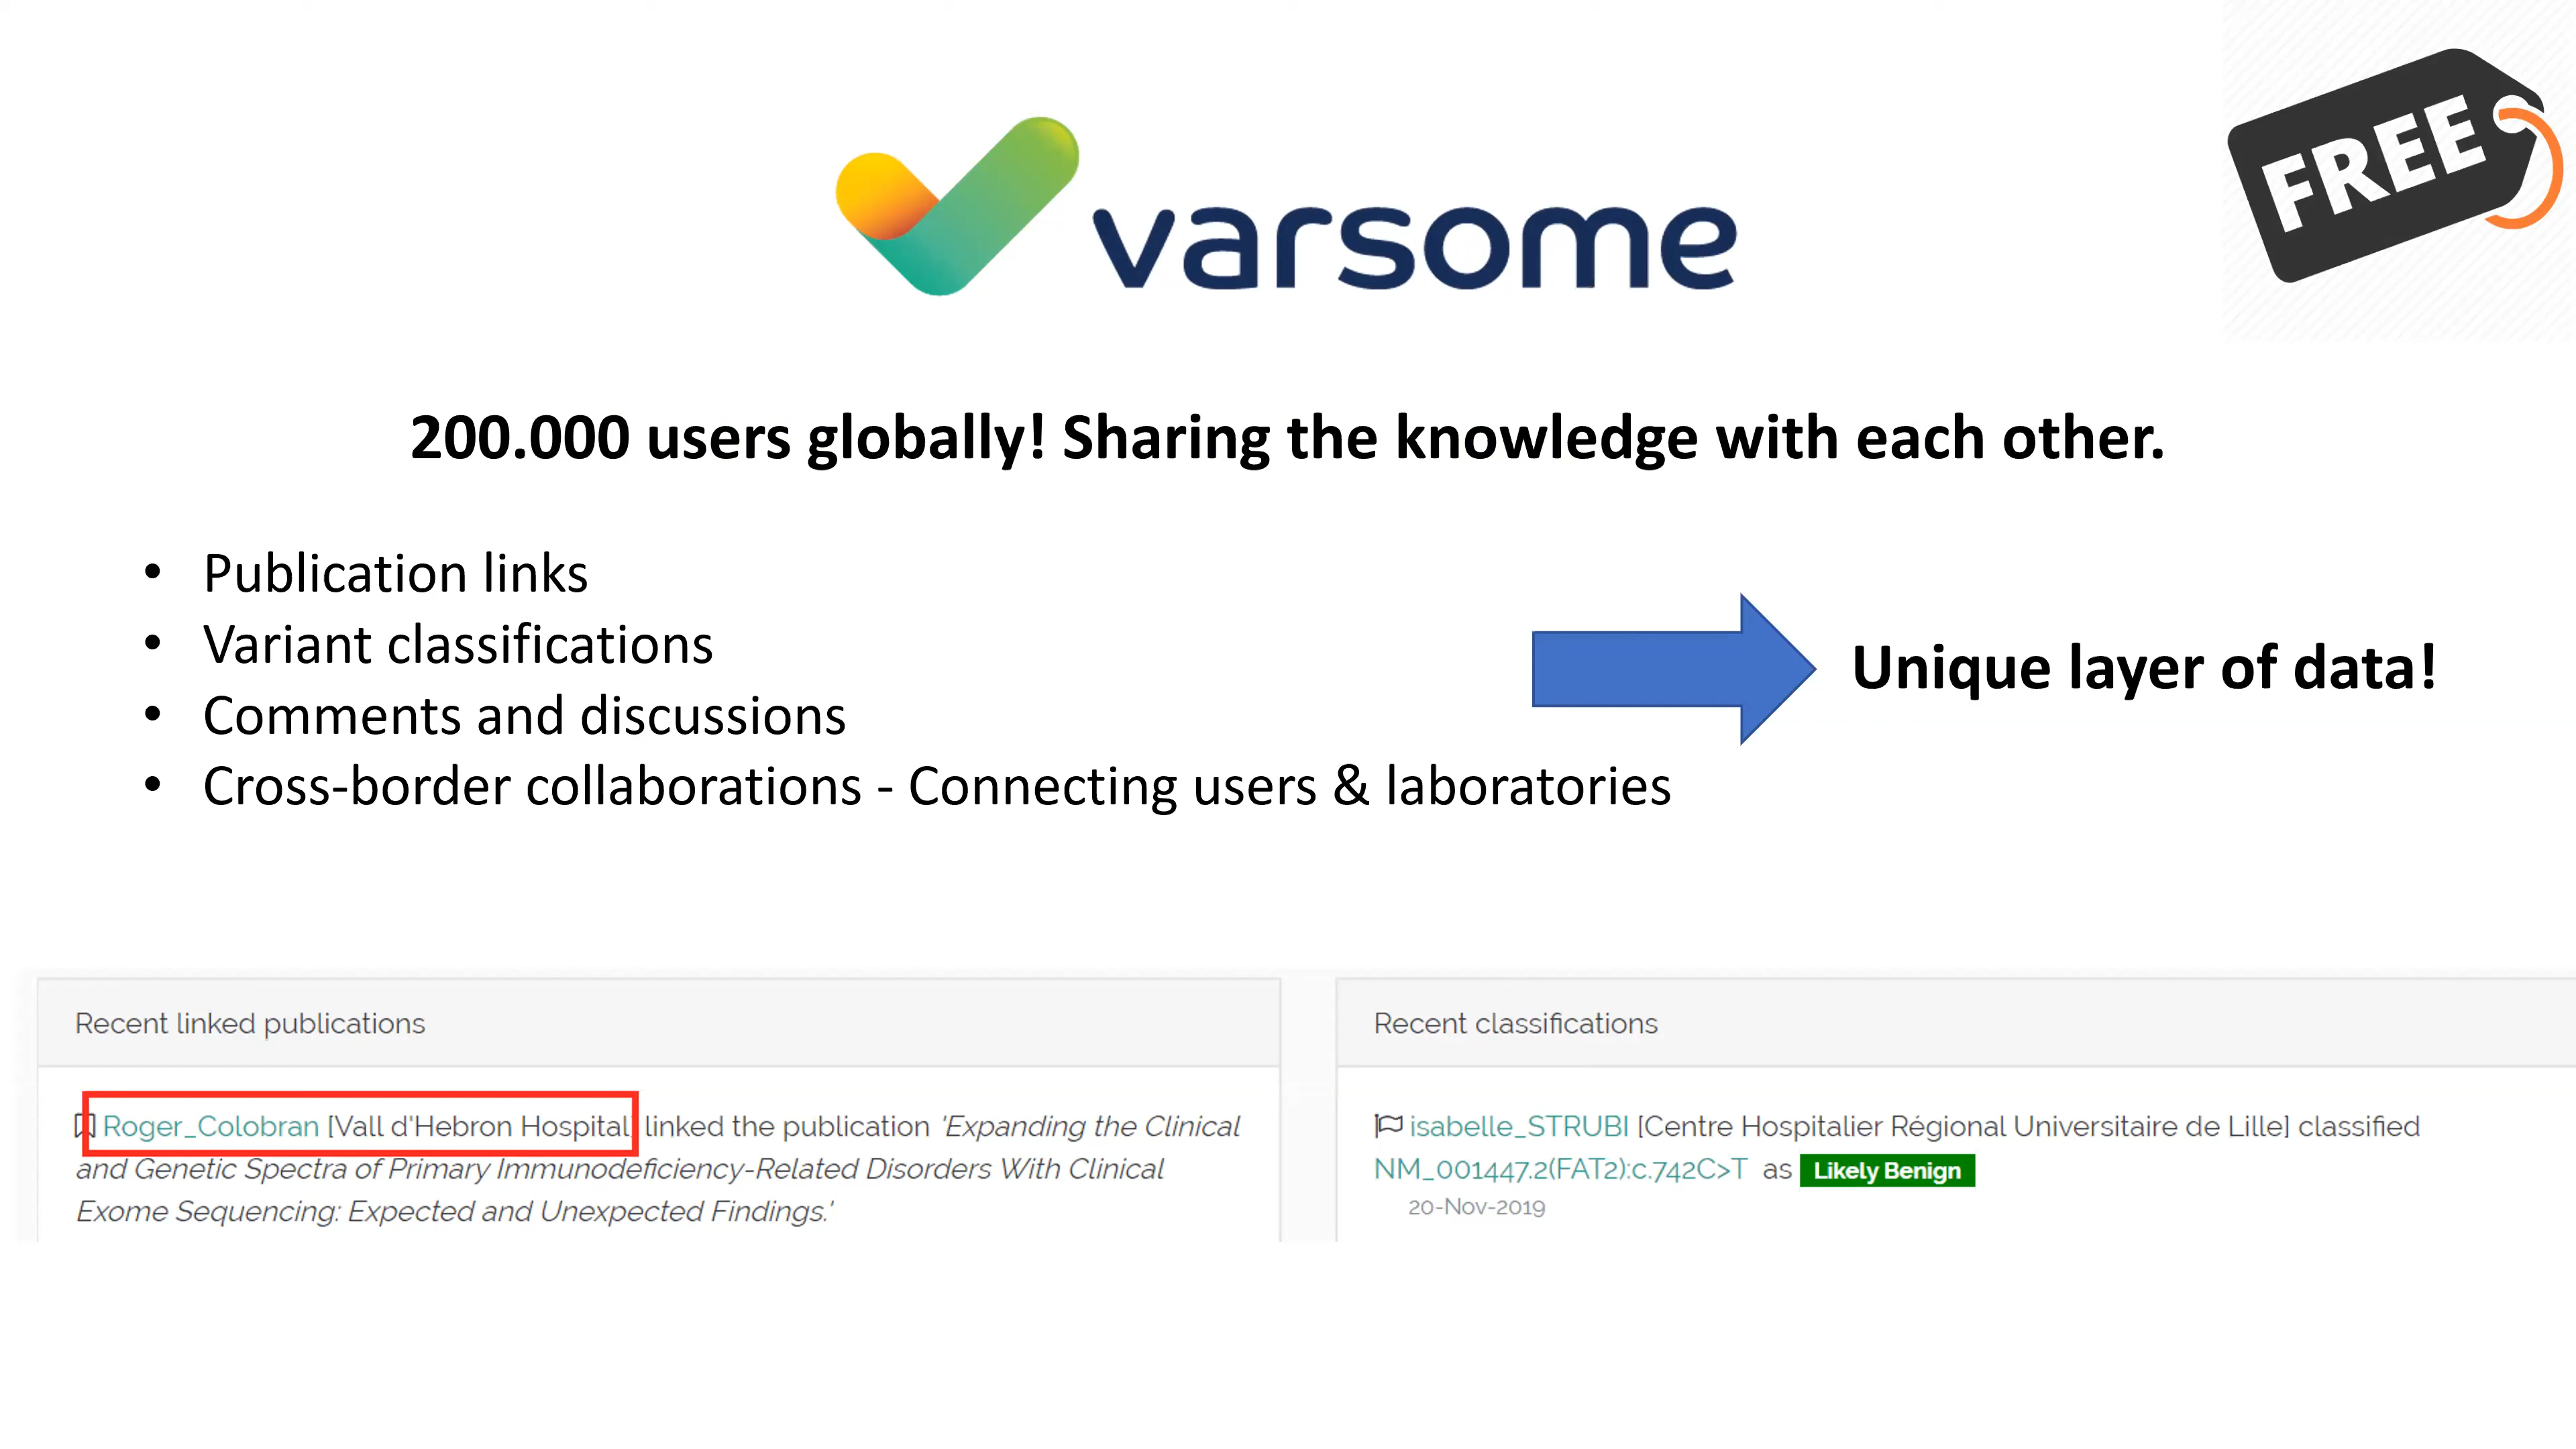 varsome
FREE
200.000 users globally! Sharing the knowledge with each other.
• Publication links
• Variant classifications
• Comments and discussions
• Cross-border collaborations - Connecting users & laboratories
Unique layer of data!
Recent linked publications
Roger_Colobran [Vall d'Hebron Hospital] linked the publication 'Expanding the Clinical
and Genetic Spectra of Primary Immunodeficiency-Related Disorders With Clinical
Exome Sequencing: Expected and Unexpected Findings.'
Recent classifications
isabelle_STRUBI [Centre Hospitalier Régional Universitaire de Lille] classified
NM_001447.2(FAT2):c.742C>T as Likely Benign
20-Nov-2019